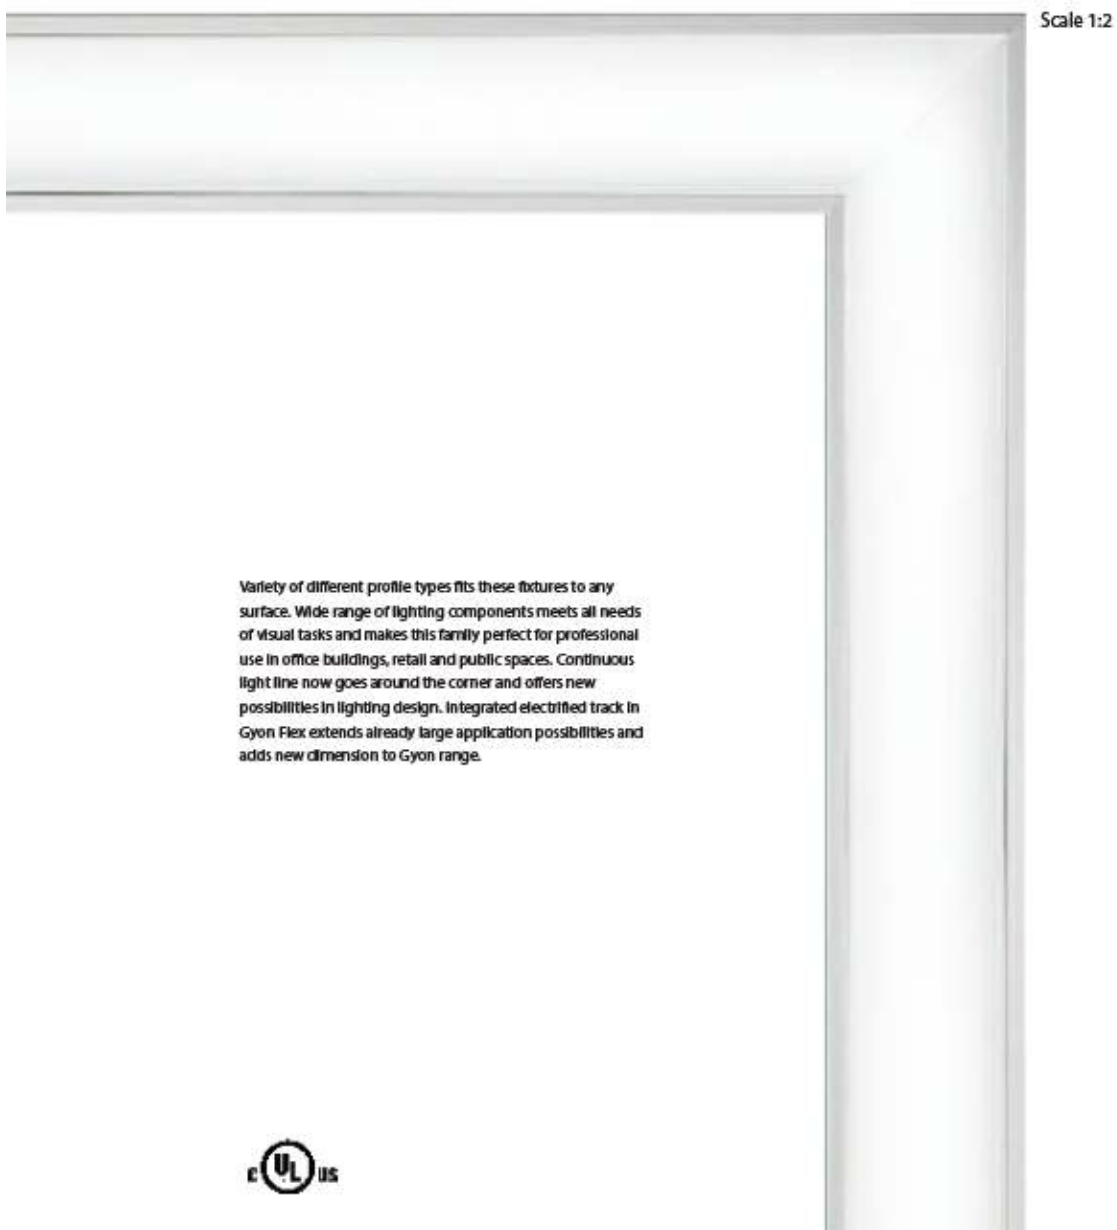 Scale 1:2
Variety of different profile types fits these fixtures to any
surface. Wide range of lighting components meets all needs
of visual tasks and makes this family perfect for professional
use in office buildings, retail and public spaces. Continuous
light line now goes around the corner and offers new
possibilities in lighting design. Integrated electrified track in
Gyon Flex extends already large application possibilities and
adds new dimension to Gyon range.
c UL US